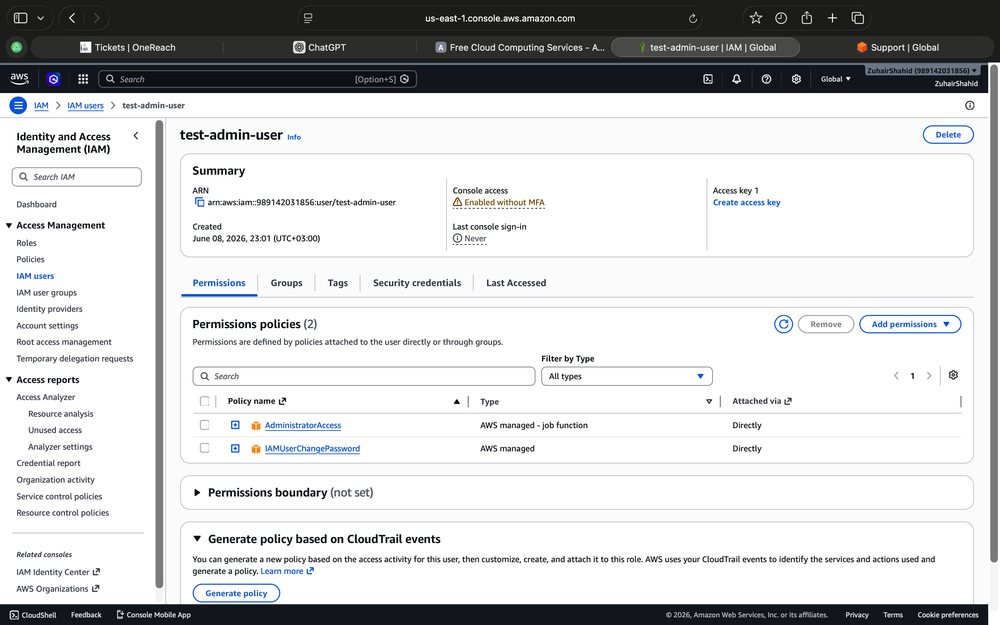 us-east-1.console.aws.amazon.com
Tickets | OneReach
ChatGPT
A Free Cloud Computing Services - A...
test-admin-user | IAM | Global
Support | Global
aws
Search [Option+S]
Global
ZuhairShahid (989142031856)
ZuhairShahid
IAM > IAM users > test-admin-user
Identity and Access
Management (IAM)
Search IAM
Dashboard
Access Management
Roles
Policies
IAM users
IAM user groups
Identity providers
Account settings
Root access management
Temporary delegation requests
Access reports
Access Analyzer
Resource analysis
Unused access
Analyzer settings
Credential report
Organization activity
Service control policies
Resource control policies
Related consoles
IAM Identity Center
AWS Organizations
test-admin-user Info
Delete
Summary
ARN
arn:aws:iam::989142031856:user/test-admin-user
Created
June 08, 2026, 23:01 (UTC+03:00)
Console access
Enabled without MFA
Last console sign-in
Never
Access key 1
Create access key
Permissions
Groups
Tags
Security credentials
Last Accessed
Permissions policies (2)
Remove
Add permissions
Permissions are defined by policies attached to the user directly or through groups.
Filter by Type
Search
All types
1
Policy name Type Attached via
AdministratorAccess AWS managed - job function Directly
IAMUserChangePassword AWS managed Directly
Permissions boundary (not set)
Generate policy based on CloudTrail events
You can generate a new policy based on the access activity for this user, then customize, create, and attach it to this role. AWS uses your CloudTrail events to identify the services and actions used and
generate a policy. Learn more
Generate policy
CloudShell
Feedback
Console Mobile App
© 2026, Amazon Web Services, Inc. or its affiliates.
Privacy
Terms
Cookie preferences